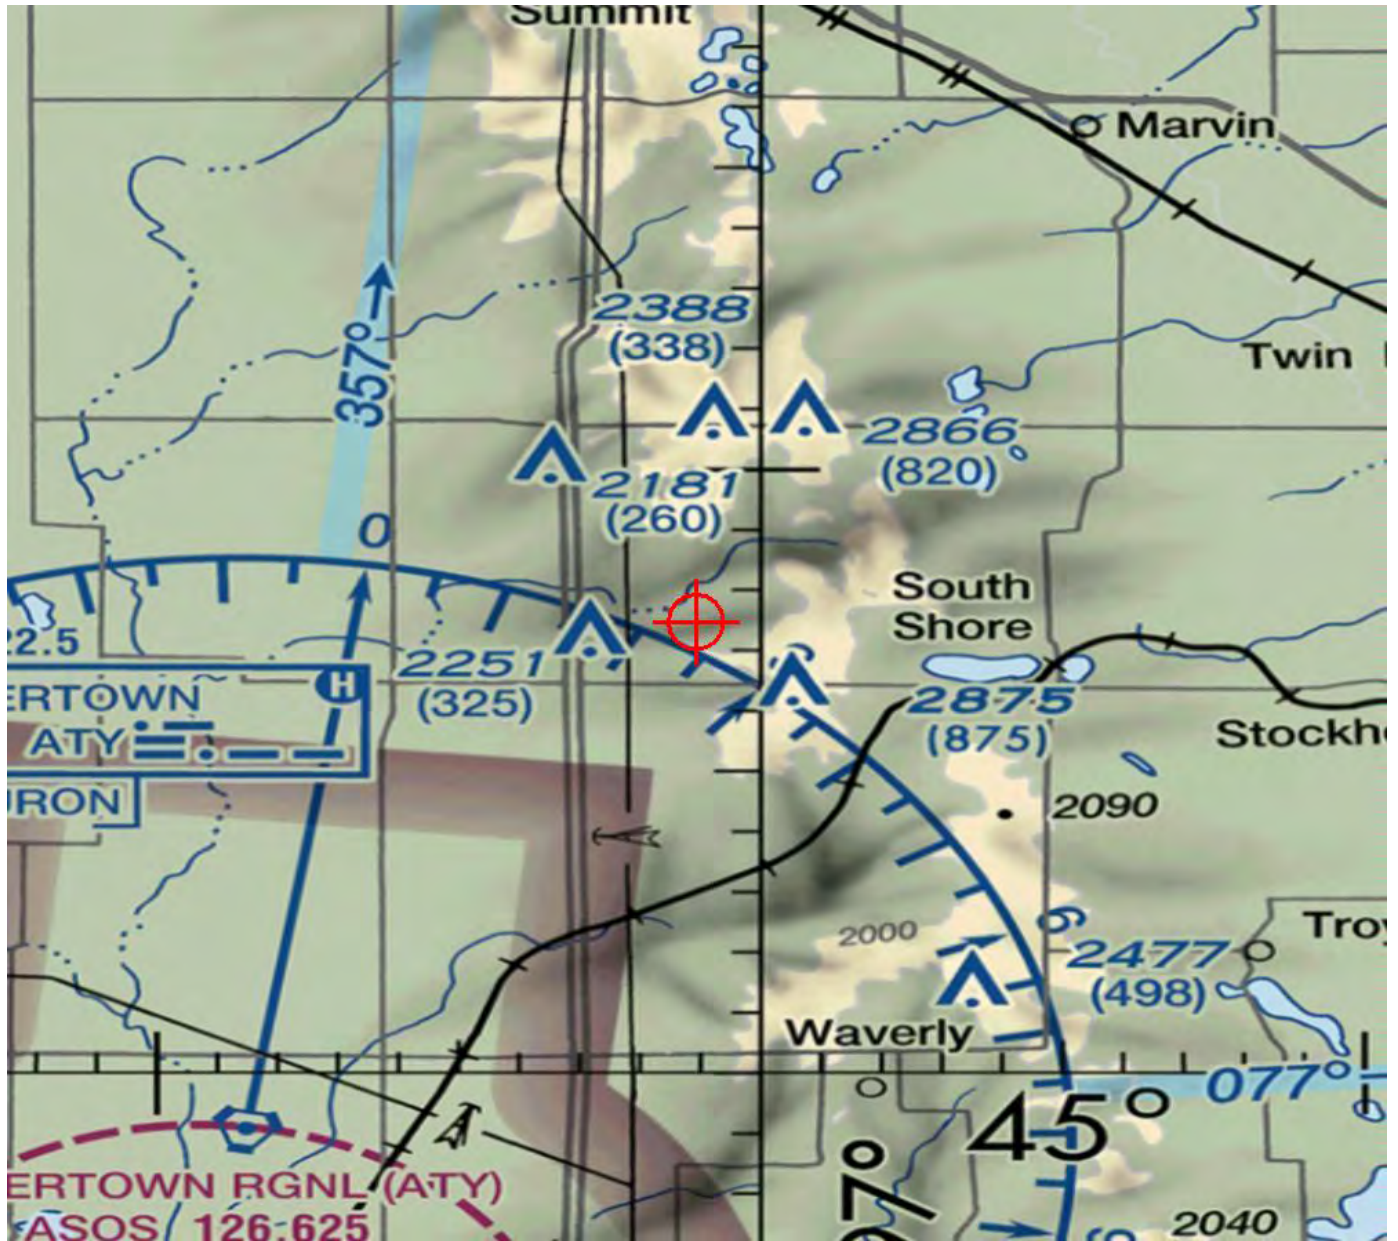 Summit
Marvin
2388
(338)
Twin
357°
2866
(820)
2181
(260)
0
South
Shore
22.5
2251
(325)
H
ERTOWN
2875
(875)
ATY
Stockh
IRON
2090
6
2000
2477
(498)
Troy
Waverly
077°
45°
97°
ERTOWN RGNL (ATY)
ASOS 126.625
2040